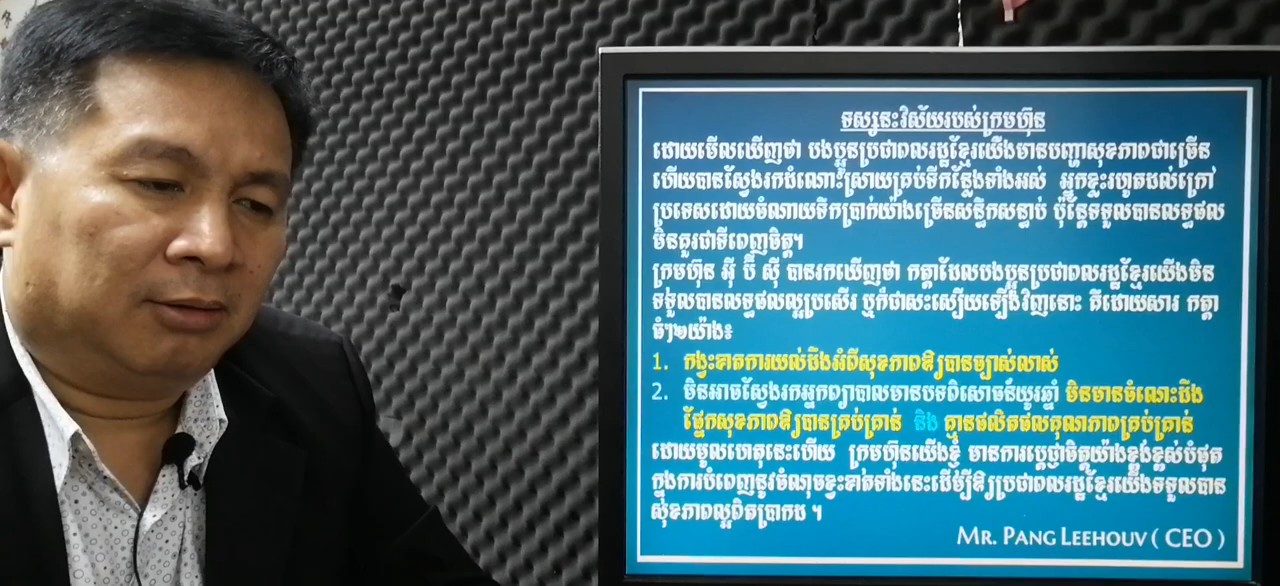 ទស្សនះវិស័យរបស់ក្រុមហ៊ុន
ដោយមើលឃើញថា បងប្អូនប្រជាពលរដ្ឋខ្មែរយើងមានបញ្ហាសុខភាពជាច្រើន
ហើយបានស្វែងរកដំណោះស្រាយគ្រប់ទីកន្លែងទាំងអស់ អ្នកខ្លះរហូតដល់ក្រៅ
ប្រទេសដោយចំណាយទឹកប្រាក់យ៉ាងច្រើនសន្ធឹកសន្ធាប់ ប៉ុន្តែទទួលបានលទ្ធផល
មិនគួរជាទីពេញចិត្ត។
ក្រុមហ៊ុន អ៊ី ប៊ី ស៊ី បានរកឃើញថា កត្តាដែលបងប្អូនប្រជាពលរដ្ឋខ្មែរយើងមិន
ទទួលបានលទ្ធផលល្អប្រសើរ ឬក៏ជាសះស្បើយឡើងវិញនោះ គឺដោយសារ កត្តា
ធំៗ២យ៉ាង៖
1. កង្វះខាតការយល់ដឹងអំពីសុខភាពឱ្យបានច្បាស់លាស់
2. មិនអាចស្វែងរកអ្នកព្យាបាលមានបទពិសោធន៍យូរឆ្នាំ មិនមានចំណេះដឹង
ផ្នែកសុខភាពឱ្យបានគ្រប់គ្រាន់ និង គ្មានផលិតផលគុណភាពគ្រប់គ្រាន់
ដោយមូលហេតុនេះហើយ ក្រុមហ៊ុនយើងខ្ញុំ មានការប្តេជ្ញាចិត្តយ៉ាងខ្ពង់ខ្ពស់បំផុត
ក្នុងការបំពេញនូវចំណុចខ្វះខាតទាំងនេះដើម្បីឱ្យប្រជាពលរដ្ឋខ្មែរយើងទទួលបាន
សុខភាពល្អពិតប្រាកដ ។
MR. PANG LEEHOUV ( CEO )